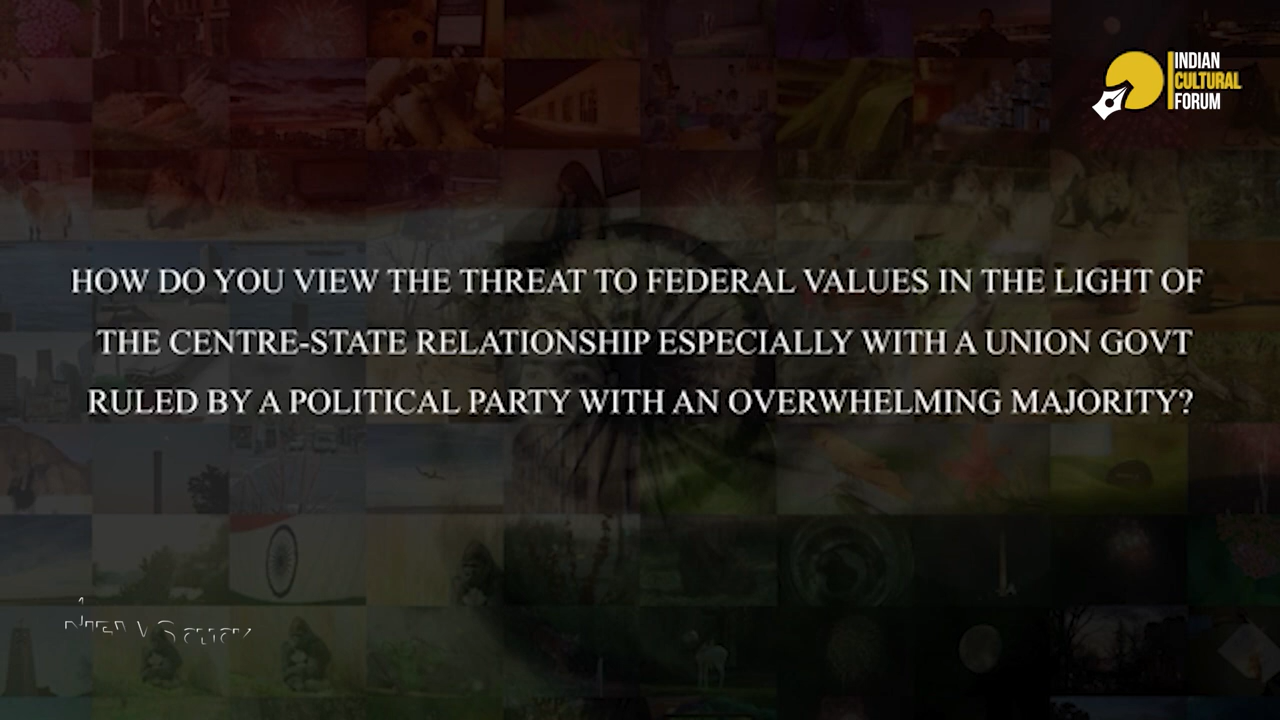 INDIAN
CULTURAL
FORUM
HOW DO YOU VIEW THE THREAT TO FEDERAL VALUES IN THE LIGHT OF
THE CENTRE-STATE RELATIONSHIP ESPECIALLY WITH A UNION GOVT
RULED BY A POLITICAL PARTY WITH AN OVERWHELMING MAJORITY?